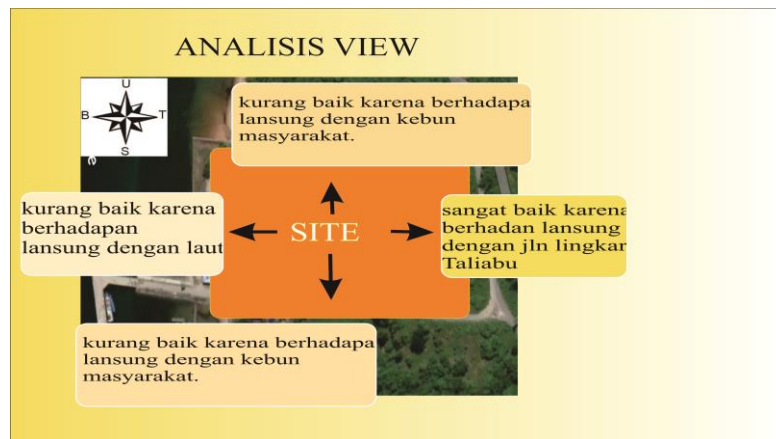 ANALISIS VIEW
U
B T
S
e
kurang baik karena berhadapa
lansung dengan kebun
masyarakat.
kurang baik karena
berhadapan
lansung dengan laut
SITE
sangat baik karena
berhadan lansung
dengan jln lingkar
Taliabu
kurang baik karena berhadapa
lansung dengan kebun
masyarakat.